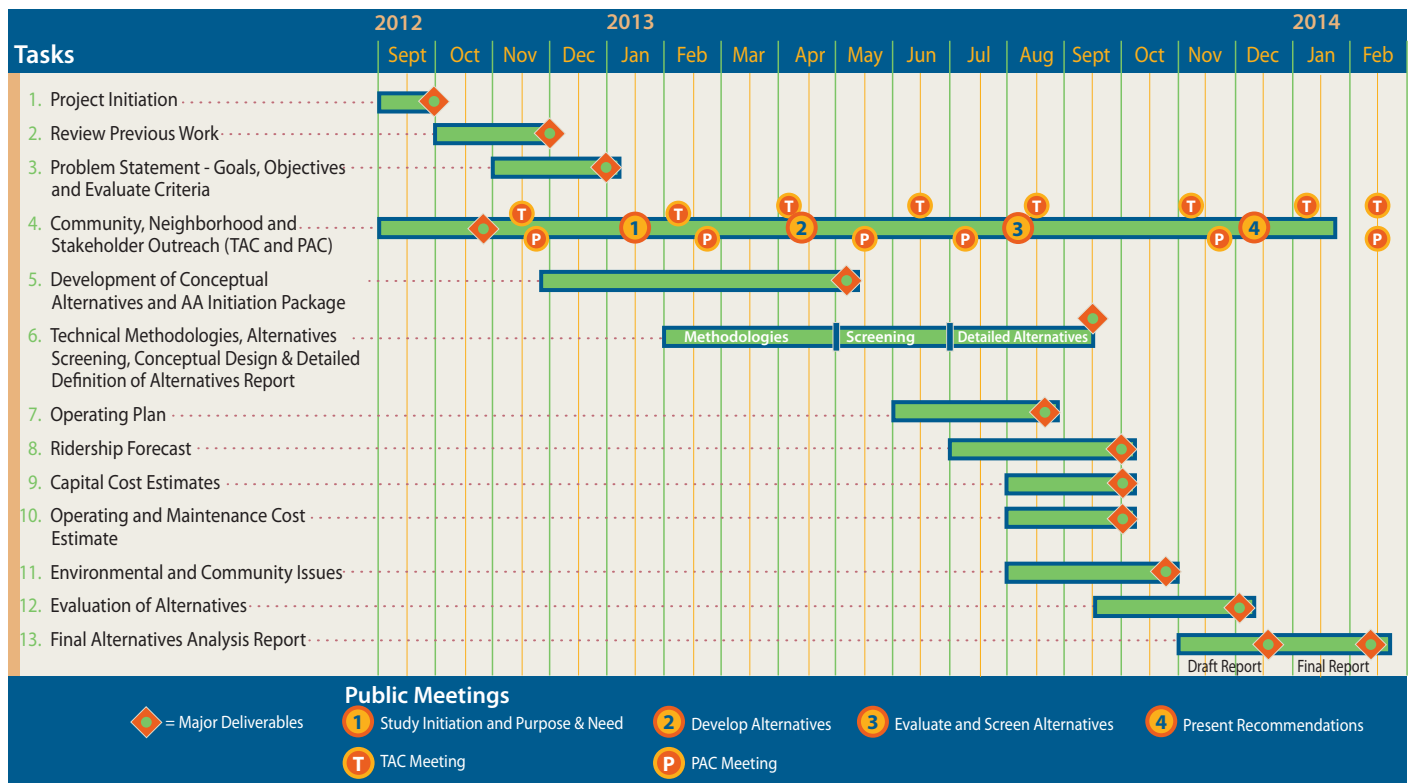 2012 2013 2014
Tasks Sept Oct Nov Dec Jan Feb Mar Apr May Jun Jul Aug Sept Oct Nov Dec Jan Feb
1. Project Initiation
2. Review Previous Work
3. Problem Statement - Goals, Objectives
and Evaluate Criteria
T T T T T T T T
4. Community, Neighborhood and
1 2 3 4
Stakeholder Outreach (TAC and PAC)
P P P P P P
5. Development of Conceptual
Alternatives and AA Initiation Package
6. Technical Methodologies, Alternatives
Methodologies Screening Detailed Alternatives
Screening, Conceptual Design & Detailed
Definition of Alternatives Report
7. Operating Plan
8. Ridership Forecast
9. Capital Cost Estimates
10. Operating and Maintenance Cost
Estimate
11. Environmental and Community Issues
12. Evaluation of Alternatives
13. Final Alternatives Analysis Report
Draft Report Final Report
Public Meetings
= Major Deliverables 1 Study Initiation and Purpose & Need 2 Develop Alternatives 3 Evaluate and Screen Alternatives 4 Present Recommendations
T TAC Meeting P PAC Meeting